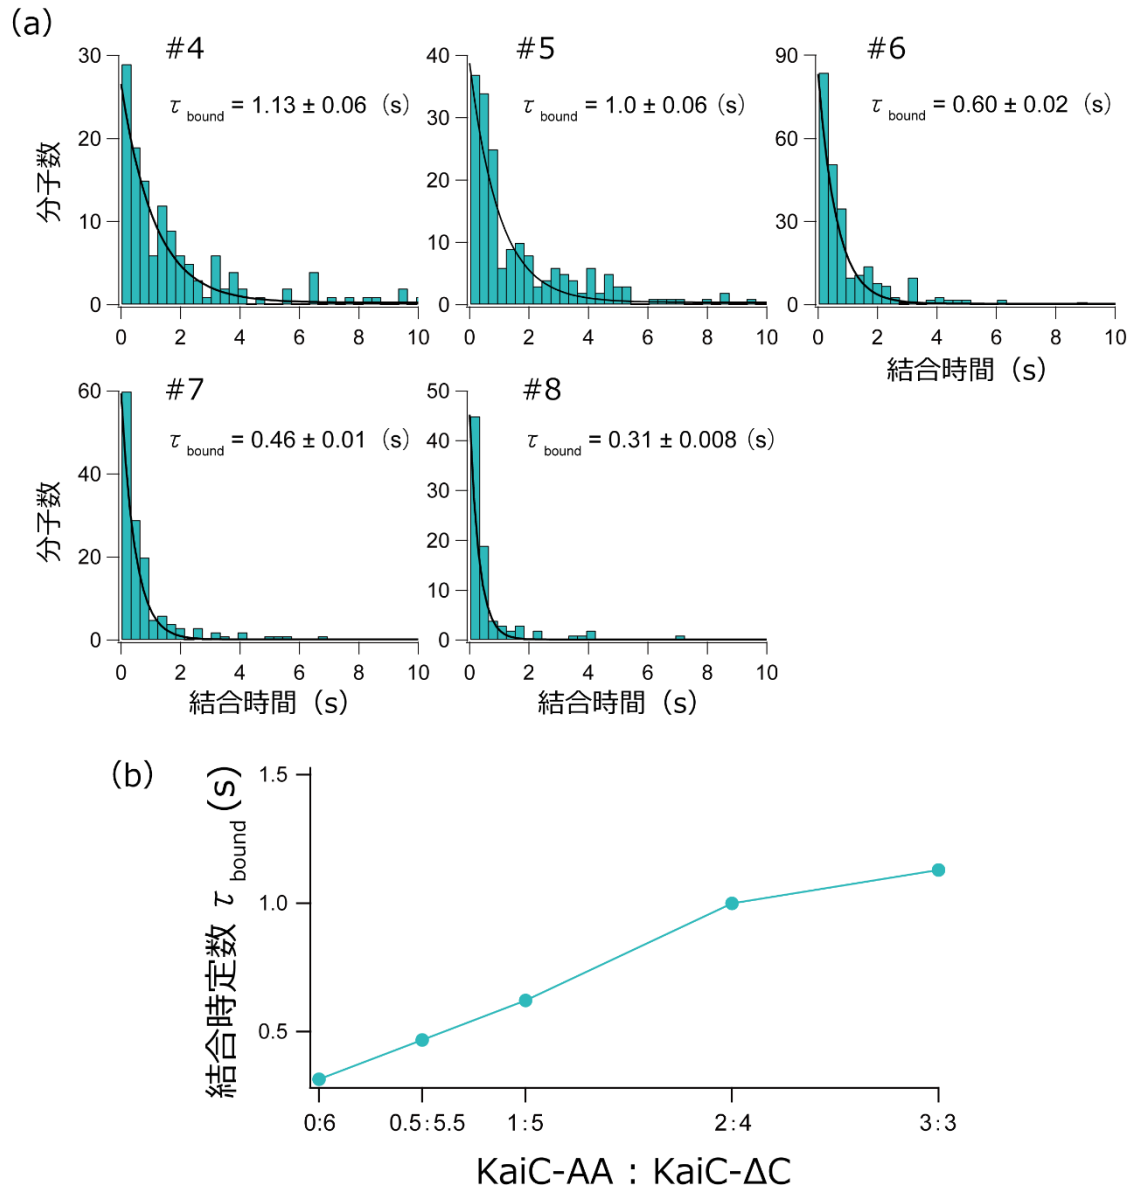 (a)
#4
τ bound = 1.13 ± 0.06 (s)
30
20
10
0
分子数
0 2 4 6 8 10
#5
τ bound = 1.0 ± 0.06 (s)
40
30
20
10
0
0 2 4 6 8 10
#6
τ bound = 0.60 ± 0.02 (s)
90
60
30
0
0 2 4 6 8 10
結合時間 (s)
#7
τ bound = 0.46 ± 0.01 (s)
60
40
20
0
分子数
0 2 4 6 8 10
結合時間 (s)
#8
τ bound = 0.31 ± 0.008 (s)
50
40
30
20
10
0
0 2 4 6 8 10
結合時間 (s)
(b)
結合時定数 τ bound (s)
1.5
1.0
0.5
0:6 0.5:5.5 1:5 2:4 3:3
KaiC-AA : KaiC-ΔC